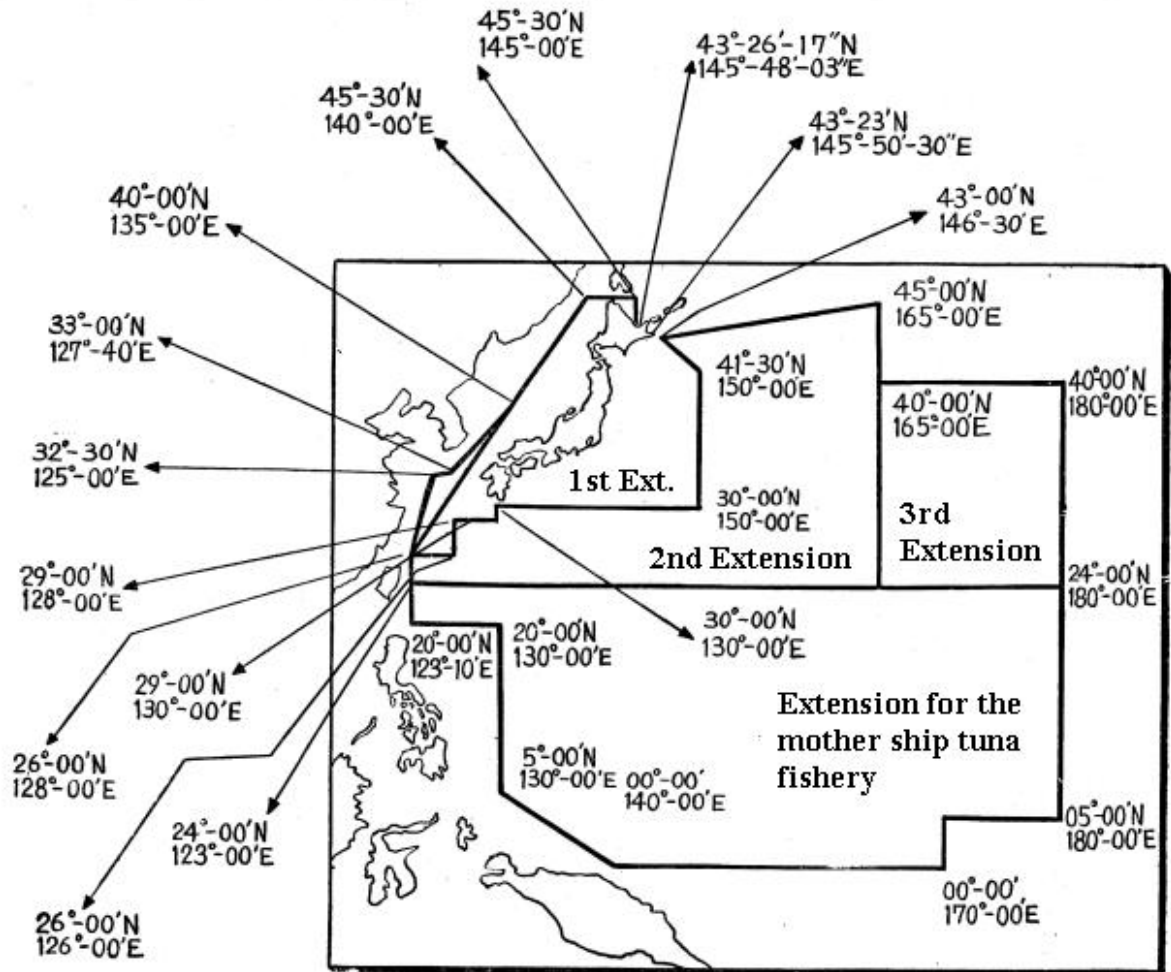 45°-30'N
145°-00'E
43°-26'-17"N
145°-48'-03"E
45°-30'N
140°-00'E
43°-23'N
145°-50'-30"E
40°-00'N
135°-00'E
43°-00'N
146°-30'E
45°-00'N
165°-00'E
33°-00'N
127°-40'E
41°-30'N
150°-00'E
40°-00'N
165°-00'E
40°00'N
180°00'E
32°-30'N
125°-00'E
1st Ext.
30°-00'N
150°-00'E
3rd
Extension
2nd Extension
29°-00'N
128°-00'E
24°-00'N
180°-00'E
20°-00'N
123°-10'E
20°-00'N
130°-00'E
30°-00'N
130°-00'E
29°-00'N
130°-00'E
Extension for the
mother ship tuna
fishery
26°-00'N
128°-00'E
5°-00'N
130°-00'E
00°-00'
140°-00'E
24°-00'N
123°-00'E
05°-00'N
180°-00'E
00°-00'
170°-00'E
26°-00'N
126°-00'E